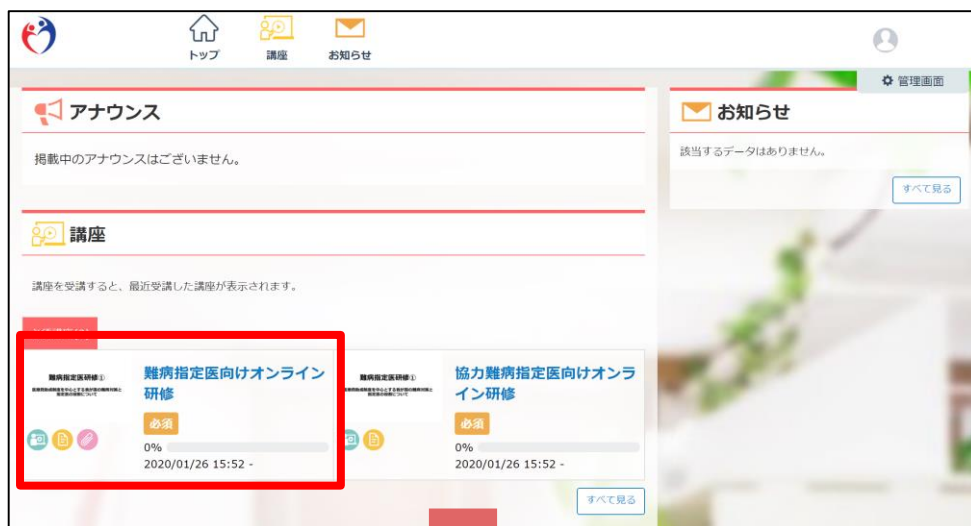 トップ
講座
お知らせ
管理画面
アナウンス
掲載中のアナウンスはございません。
お知らせ
該当するデータはありません。
すべて見る
講座
講座を受講すると、最近受講した講座が表示されます。
難病指定医研修①
難病指定医向けオンライン
研修
必須
0%
2020/01/26 15:52 -
難病指定医研修①
協力難病指定医向けオンラ
イン研修
必須
0%
2020/01/26 15:52 -
すべて見る